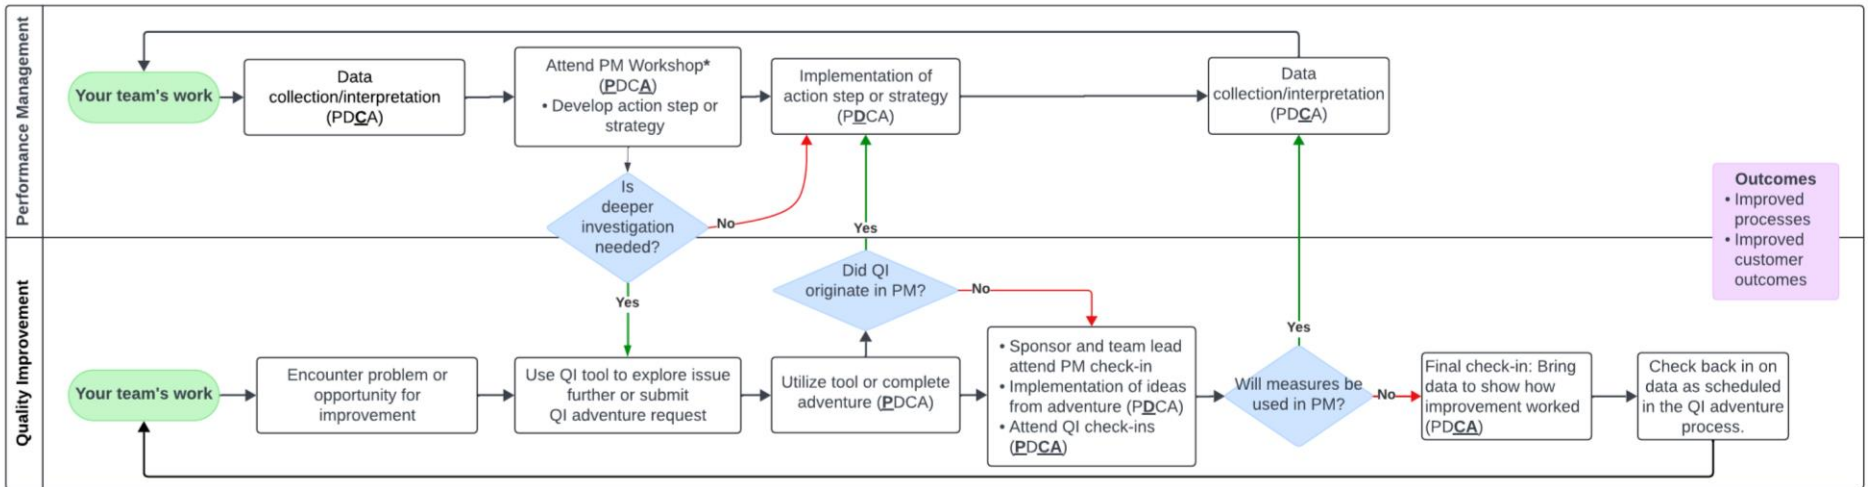 Performance Management
Your team's work
Data
collection/interpretation
(PDCA)
Attend PM Workshop*
(PDCA)
• Develop action step or
strategy
Implementation of
action step or strategy
(PDCA)
Data
collection/interpretation
(PDCA)
Is
deeper
investigation
needed?
No
Yes
Yes
Outcomes
• Improved
processes
• Improved
customer
outcomes
Quality Improvement
Your team's work
Encounter problem or
opportunity for
improvement
Use QI tool to explore issue
further or submit
QI adventure request
Utilize tool or complete
adventure (PDCA)
Did QI
originate in PM?
No
• Sponsor and team lead
attend PM check-in
• Implementation of ideas
from adventure (PDCA)
• Attend QI check-ins
(PDCA)
Yes
Will measures be
used in PM?
No
Final check-in: Bring
data to show how
improvement worked
(PDCA)
Check back in on
data as scheduled
in the QI adventure
process.